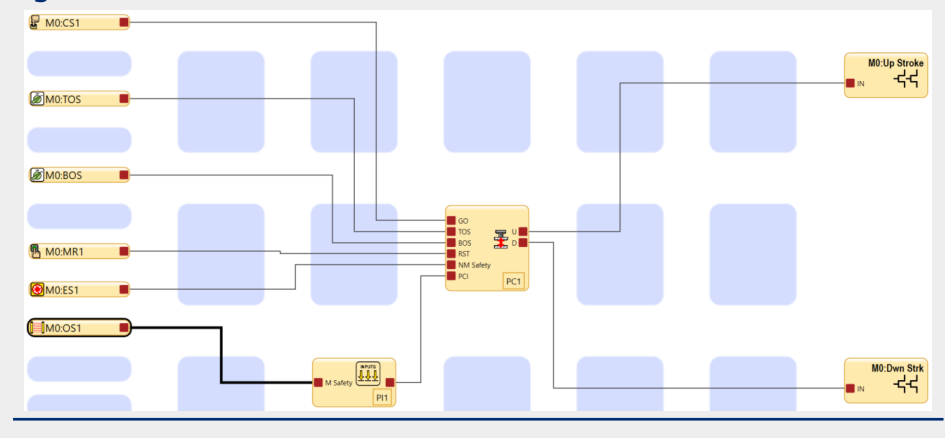 M0:CS1
M0:Up Stroke
IN
M0:TOS
M0:BOS
GO
TOS
BOS
RST
NM Safety
PCI
U
D
PC1
M0:MR1
M0:ES1
M0:OS1
M Safety
INPUTS
PI1
M0:Dwn Strk
IN